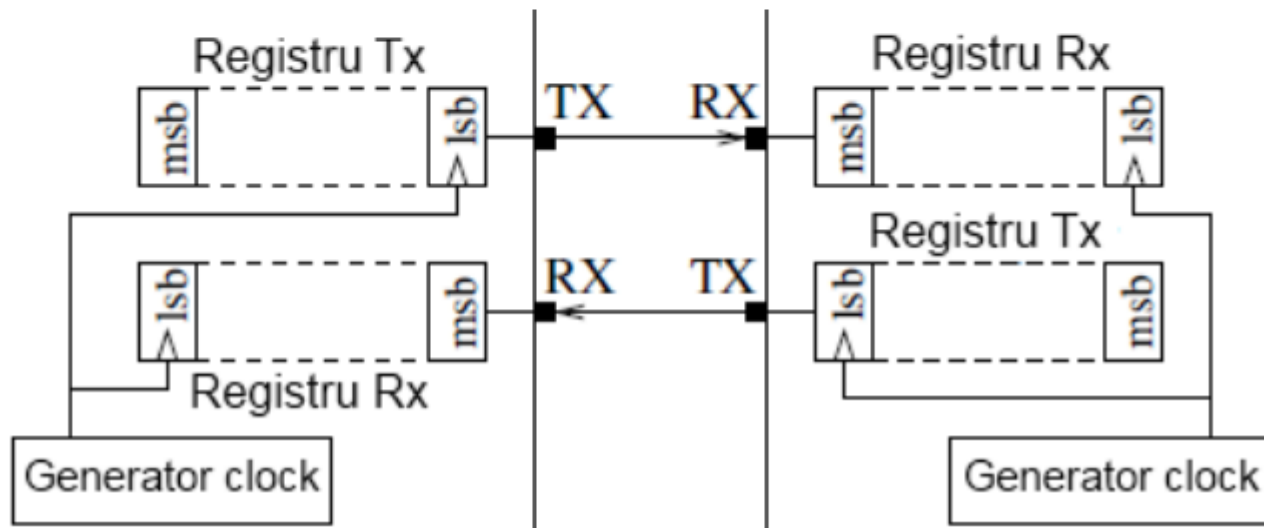 Registru Tx
Registru Rx
msb
lsb
TX
RX
msb
lsb
Registru Tx
lsb
msb
RX
TX
lsb
msb
Registru Rx
Generator clock
Generator clock